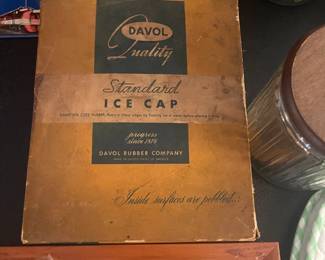 DAVOL
Quality
Standard
ICE CAP
progress
since 1874
DAVOL RUBBER COMPANY
Inside surfaces are pebbled...